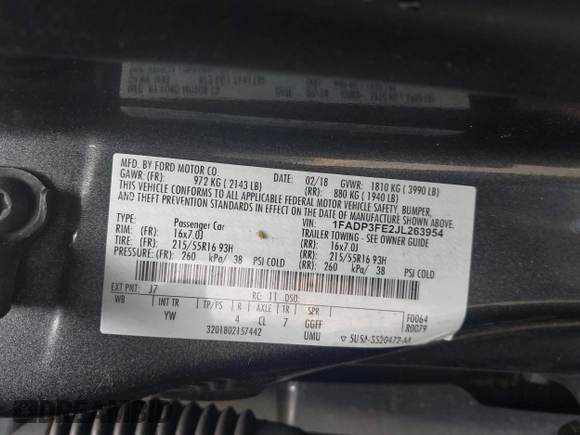 MFD. BY FORD MOTOR CO.
02/18 GVWR: 1810 KG ( 3990 LB)
GAWR: (FR): 972 KG ( 2143 LB) (RR): 880 KG ( 1940 LB)
THIS VEHICLE CONFORMS TO ALL APPLICABLE FEDERAL MOTOR VEHICLE SAFETY, BUMPER,
AND THEFT PREVENTION STANDARDS IN EFFECT ON THE DATE OF MANUFACTURE SHOWN ABOVE.
VIN: 1FADP3FE2JL263954
TYPE: Passenger Car TRAILER TOWING - SEE OWNER GUIDE
RIM: (FR): 16x7.0J (RR): 16x7.0J
TIRE: (FR): 215/55R16 93H (RR): 215/55R16 93H
PRESSURE: (FR): 260 kPa/ 38 PSI COLD (RR): 260 kPa/ 38 PSI COLD
EXT PNT: J7 RC: 11 DSO:
WB INT TR TP/PS R AXLE TR SPR F0064
YW 4 CL 7 GGFF R0079
3201802157442 UMU
DREAMBID